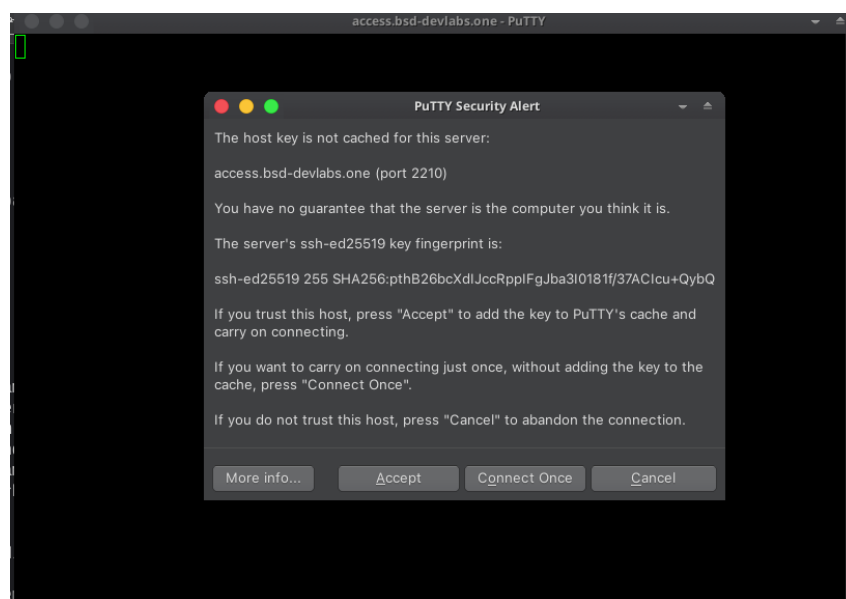 access.bsd-devlabs.one - PuTTY
PuTTY Security Alert
The host key is not cached for this server:
access.bsd-devlabs.one (port 2210)
You have no guarantee that the server is the computer you think it is.
The server's ssh-ed25519 key fingerprint is:
ssh-ed25519 255 SHA256:pthB26bcXdIJccRppIFgJba3I0181f/37ACIcu+QybQ
If you trust this host, press "Accept" to add the key to PuTTY's cache and
carry on connecting.
If you want to carry on connecting just once, without adding the key to the
cache, press "Connect Once".
If you do not trust this host, press "Cancel" to abandon the connection.
More info... Accept Connect Once Cancel